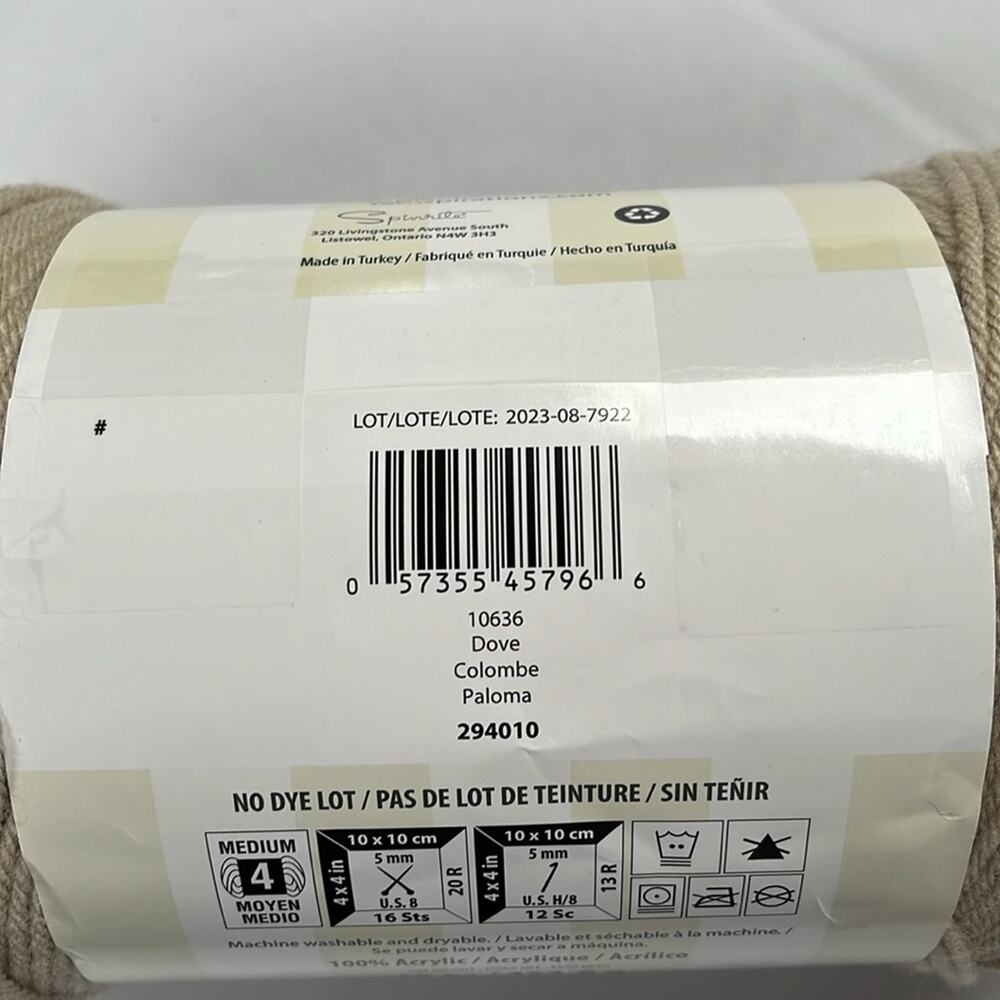 Spinrite
320 Livingstone Avenue South
Listowel, Ontario N4W 3H3
Made in Turkey / Fabriqué en Turquie / Hecho en Turquía
#
LOT/LOTE/LOTE: 2023-08-7922
0 57355 45796 6
10636
Dove
Colombe
Paloma
294010
NO DYE LOT / PAS DE LOT DE TEINTURE / SIN TEÑIR
MEDIUM
4
MOYEN
MEDIO
10 x 10 cm
4 x 4 in
5 mm
20 R
U.S. 8
16 Sts
10 x 10 cm
4 x 4 in
5 mm
13 R
U.S. H/8
12 Sc
Machine washable and dryable. / Lavable et séchable à la machine. /
Se puede lavar y secar a máquina.
100% Acrylic / Acrylique / Acrílico